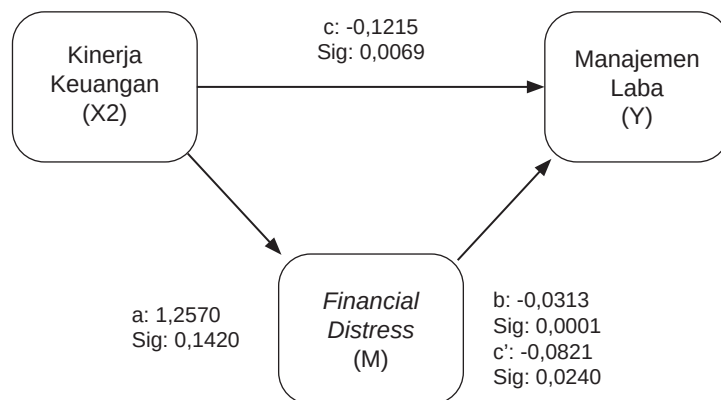 Kinerja
Keuangan
(X2)
c: -0,1215
Sig: 0,0069
Manajemen
Laba
(Y)
a: 1,2570
Sig: 0,1420
Financial
Distress
(M)
b: -0,0313
Sig: 0,0001
c’: -0,0821
Sig: 0,0240